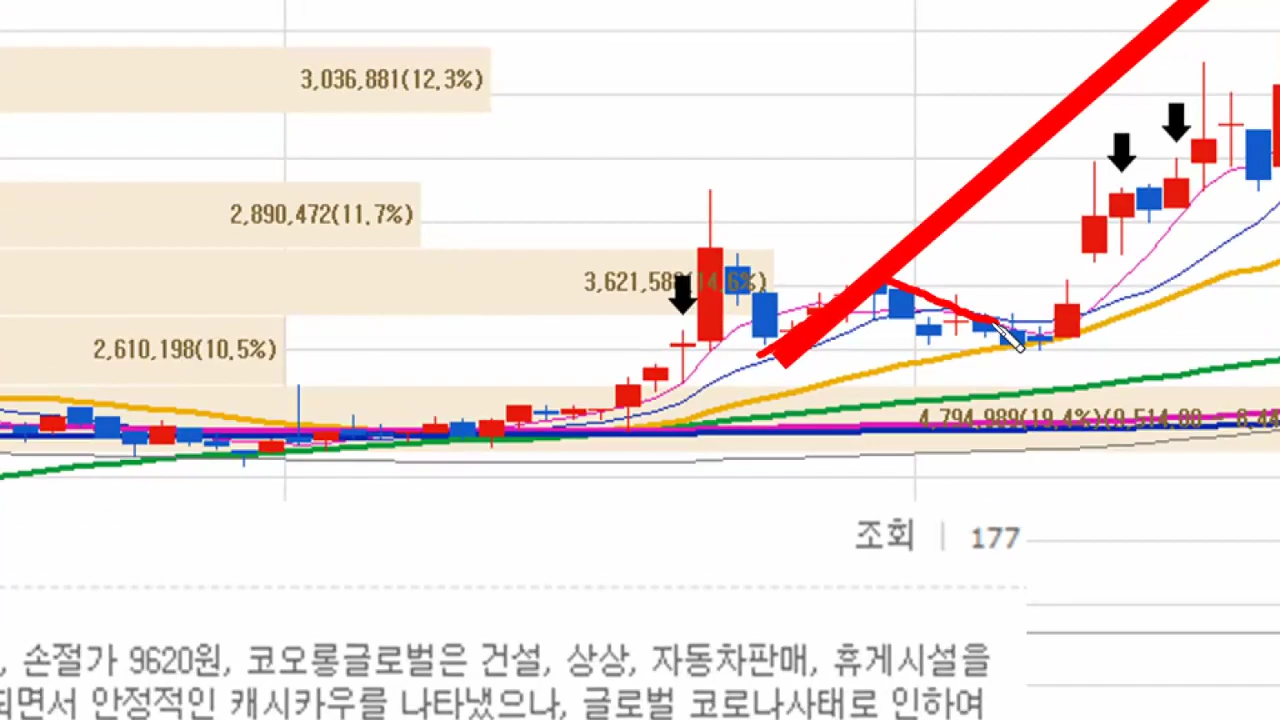 3,036,881(12.3%)
2,890,472(11.7%)
3,621,58 (14.6%)
2,610,198(10.5%)
4,794,989(19.4%)
조회 | 177
, 손절가 9620원, 코오롱글로벌은 건설, 상상, 자동차판매, 휴게시설을
되면서 안정적인 캐시카우를 나타냈으나, 글로벌 코로나사태로 인하여